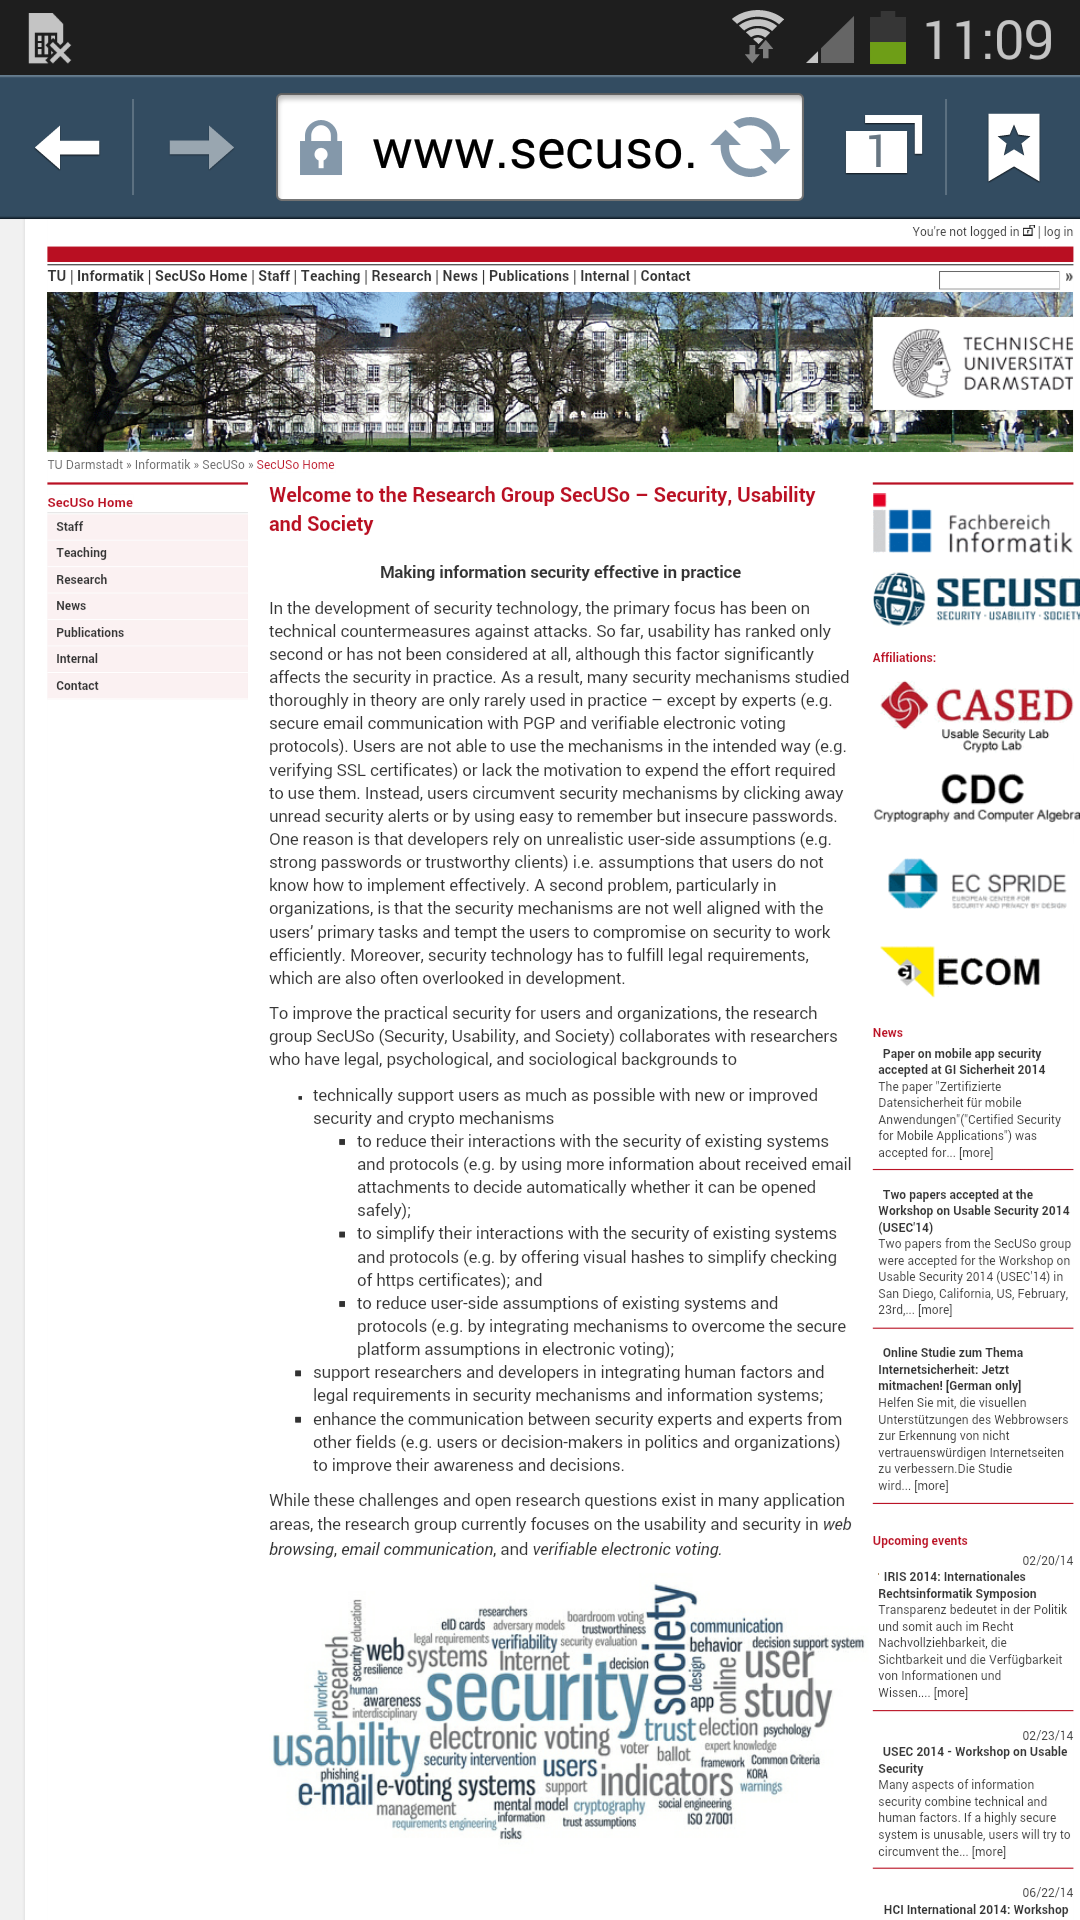 11:09
www.secuso.
1
You're not logged in | log in
TU | Informatik | SecUSo Home | Staff | Teaching | Research | News | Publications | Internal | Contact
»
TECHNISCHE
UNIVERSITÄT
DARMSTADT
TU Darmstadt » Informatik » SecUSo » SecUSo Home
SecUSo Home
Staff
Teaching
Research
News
Publications
Internal
Contact
Welcome to the Research Group SecUSo – Security, Usability
and Society
Making information security effective in practice
In the development of security technology, the primary focus has been on
technical countermeasures against attacks. So far, usability has ranked only
second or has not been considered at all, although this factor significantly
affects the security in practice. As a result, many security mechanisms studied
thoroughly in theory are only rarely used in practice – except by experts (e.g.
secure email communication with PGP and verifiable electronic voting
protocols). Users are not able to use the mechanisms in the intended way (e.g.
verifying SSL certificates) or lack the motivation to expend the effort required
to use them. Instead, users circumvent security mechanisms by clicking away
unread security alerts or by using easy to remember but insecure passwords.
One reason is that developers rely on unrealistic user-side assumptions (e.g.
strong passwords or trustworthy clients) i.e. assumptions that users do not
know how to implement effectively. A second problem, particularly in
organizations, is that the security mechanisms are not well aligned with the
users' primary tasks and tempt the users to compromise on security to work
efficiently. Moreover, security technology has to fulfill legal requirements,
which are also often overlooked in development.
To improve the practical security for users and organizations, the research
group SecUSo (Security, Usability, and Society) collaborates with researchers
who have legal, psychological, and sociological backgrounds to
technically support users as much as possible with new or improved
security and crypto mechanisms
to reduce their interactions with the security of existing systems
and protocols (e.g. by using more information about received email
attachments to decide automatically whether it can be opened
safely);
to simplify their interactions with the security of existing systems
and protocols (e.g. by offering visual hashes to simplify checking
of https certificates); and
to reduce user-side assumptions of existing systems and
protocols (e.g. by integrating mechanisms to overcome the secure
platform assumptions in electronic voting);
support researchers and developers in integrating human factors and
legal requirements in security mechanisms and information systems;
enhance the communication between security experts and experts from
other fields (e.g. users or decision-makers in politics and organizations)
to improve their awareness and decisions.
While these challenges and open research questions exist in many application
areas, the research group currently focuses on the usability and security in web
browsing, email communication, and verifiable electronic voting.
researchers
eID cards
adversary models
boardroom voting
trustworthiness
society
communication
education
security
legal requirements
verifiability
security evaluation
behavior
decision support system
research
web
resilience
systems
Internet
decision
design
online
user
study
poll worker
human
awareness
interdisciplinary
security
app
usability
electronic voting
trust
election
psychology
voter
ballot
expert knowledge
security intervention
users
framework
Common Criteria
phishing
KORA
e-mail
e-voting systems
support
indicators
warnings
management
mental model
cryptography
social engineering
requirements engineering
information
trust assumptions
ISO 27001
risks
Fachbereich
Informatik
SECUSO
SECURITY · USABILITY · SOCIETY
Affiliations:
CASED
Usable Security Lab
Crypto Lab
CDC
Cryptography and Computer Algebra
EC SPRIDE
EUROPEAN CENTER FOR
SECURITY AND PRIVACY BY DESIGN
GI ECOM
News
Paper on mobile app security
accepted at GI Sicherheit 2014
The paper "Zertifizierte
Datensicherheit für mobile
Anwendungen"("Certified Security
for Mobile Applications") was
accepted for... [more]
Two papers accepted at the
Workshop on Usable Security 2014
(USEC'14)
Two papers from the SecUSo group
were accepted for the Workshop on
Usable Security 2014 (USEC'14) in
San Diego, California, US, February,
23rd,... [more]
Online Studie zum Thema
Internetsicherheit: Jetzt
mitmachen! [German only]
Helfen Sie mit, die visuellen
Unterstützungen des Webbrowsers
zur Erkennung von nicht
vertrauenswürdigen Internetseiten
zu verbessern.Die Studie
wird... [more]
Upcoming events
02/20/14
IRIS 2014: Internationales
Rechtsinformatik Symposion
Transparenz bedeutet in der Politik
und somit auch im Recht
Nachvollziehbarkeit, die
Sichtbarkeit und die Verfügbarkeit
von Informationen und
Wissen.... [more]
02/23/14
USEC 2014 - Workshop on Usable
Security
Many aspects of information
security combine technical and
human factors. If a highly secure
system is unusable, users will try to
circumvent the... [more]
06/22/14
HCI International 2014: Workshop